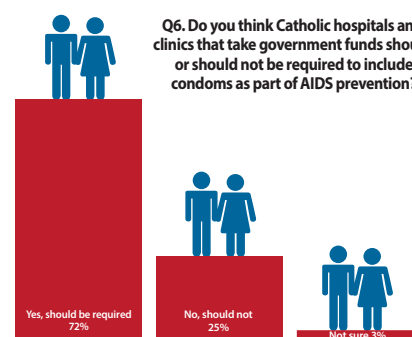 Q6. Do you think Catholic hospitals an
clinics that take government funds shou
or should not be required to include
condoms as part of AIDS prevention?
Yes, should be required
72%
No, should not
25%
Not sure 3%